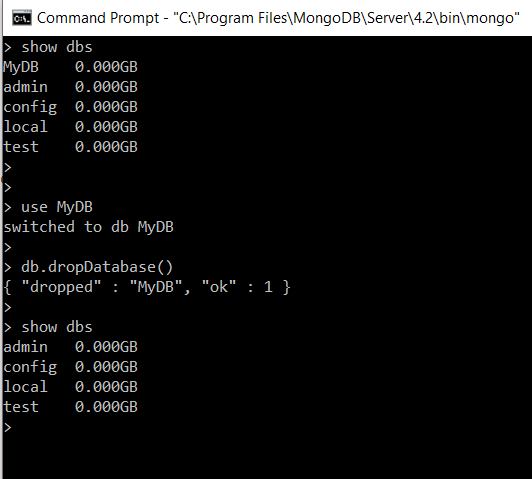 Command Prompt - "C:\Program Files\MongoDB\Server\4.2\bin\mongo"
> show dbs
MyDB    0.000GB
admin   0.000GB
config  0.000GB
local   0.000GB
test    0.000GB
>
>
> use MyDB
switched to db MyDB
>
> db.dropDatabase()
{ "dropped" : "MyDB", "ok" : 1 }
>
> show dbs
admin   0.000GB
config  0.000GB
local   0.000GB
test    0.000GB
>